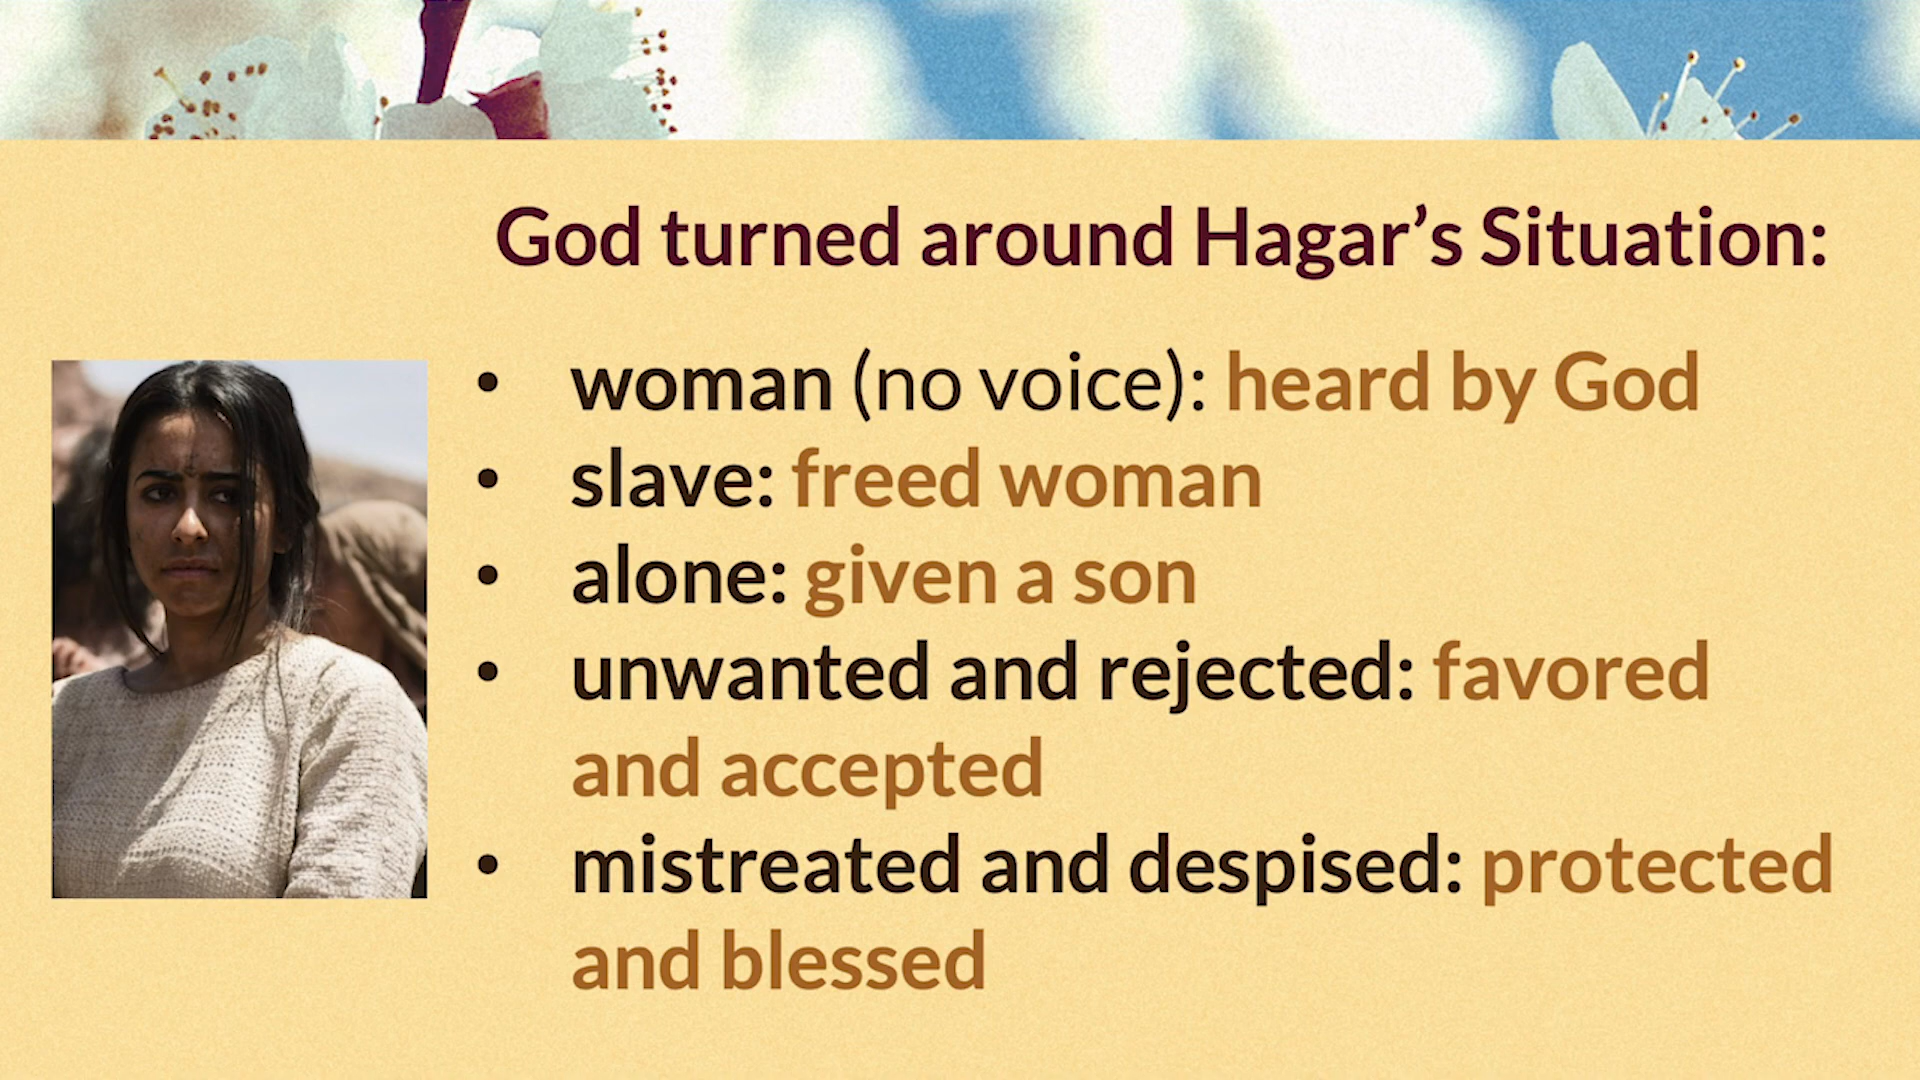 God turned around Hagar’s Situation:
• woman (no voice): heard by God
• slave: freed woman
• alone: given a son
• unwanted and rejected: favored
and accepted
• mistreated and despised: protected
and blessed